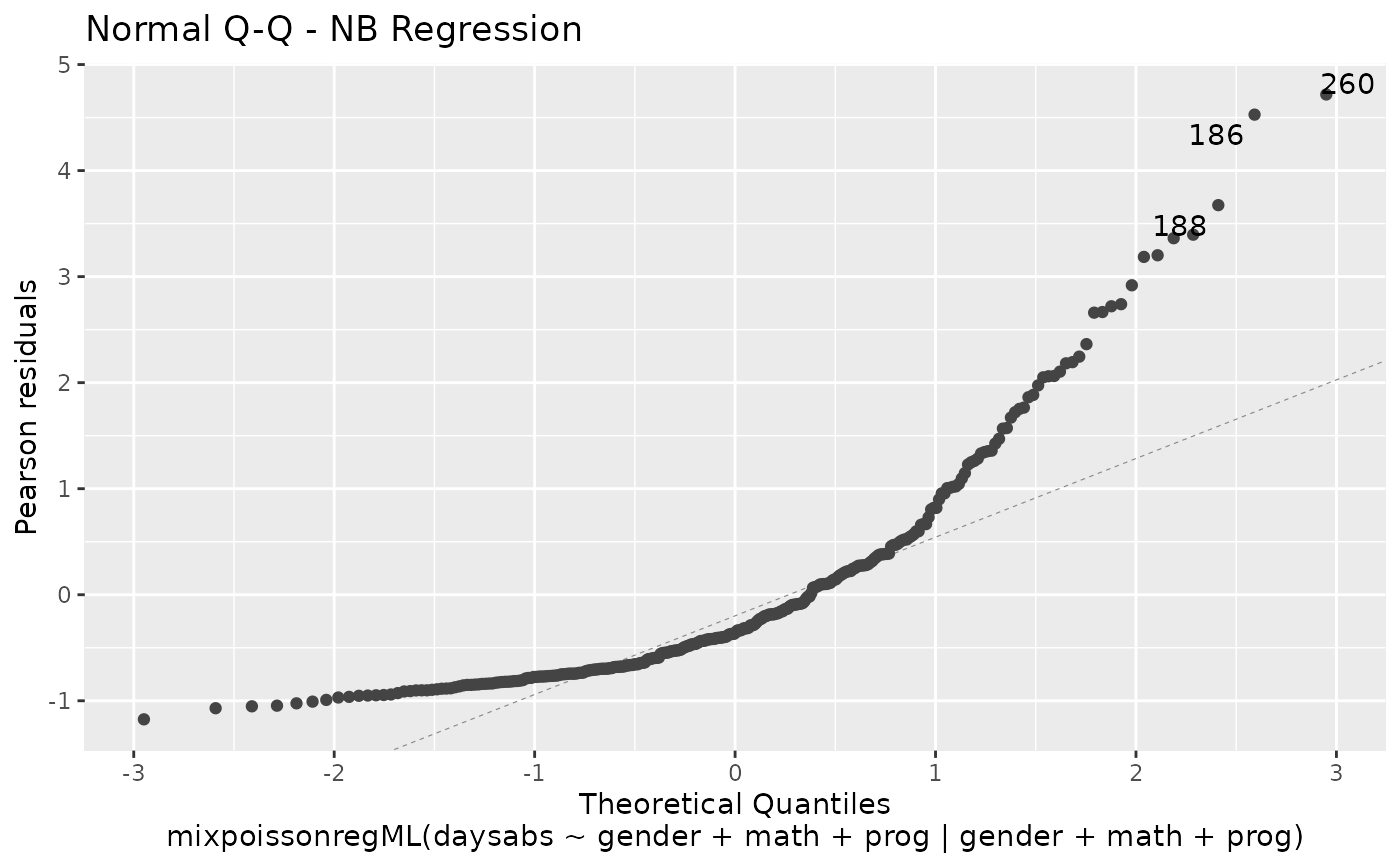 Normal Q-Q - NB Regression
5
260
186
4
188
3
2
1
0
-1
Pearson residuals
-3 -2 -1 0 1 2 3
Theoretical Quantiles
mixpoissonregML(daysabs ~ gender + math + prog | gender + math + prog)